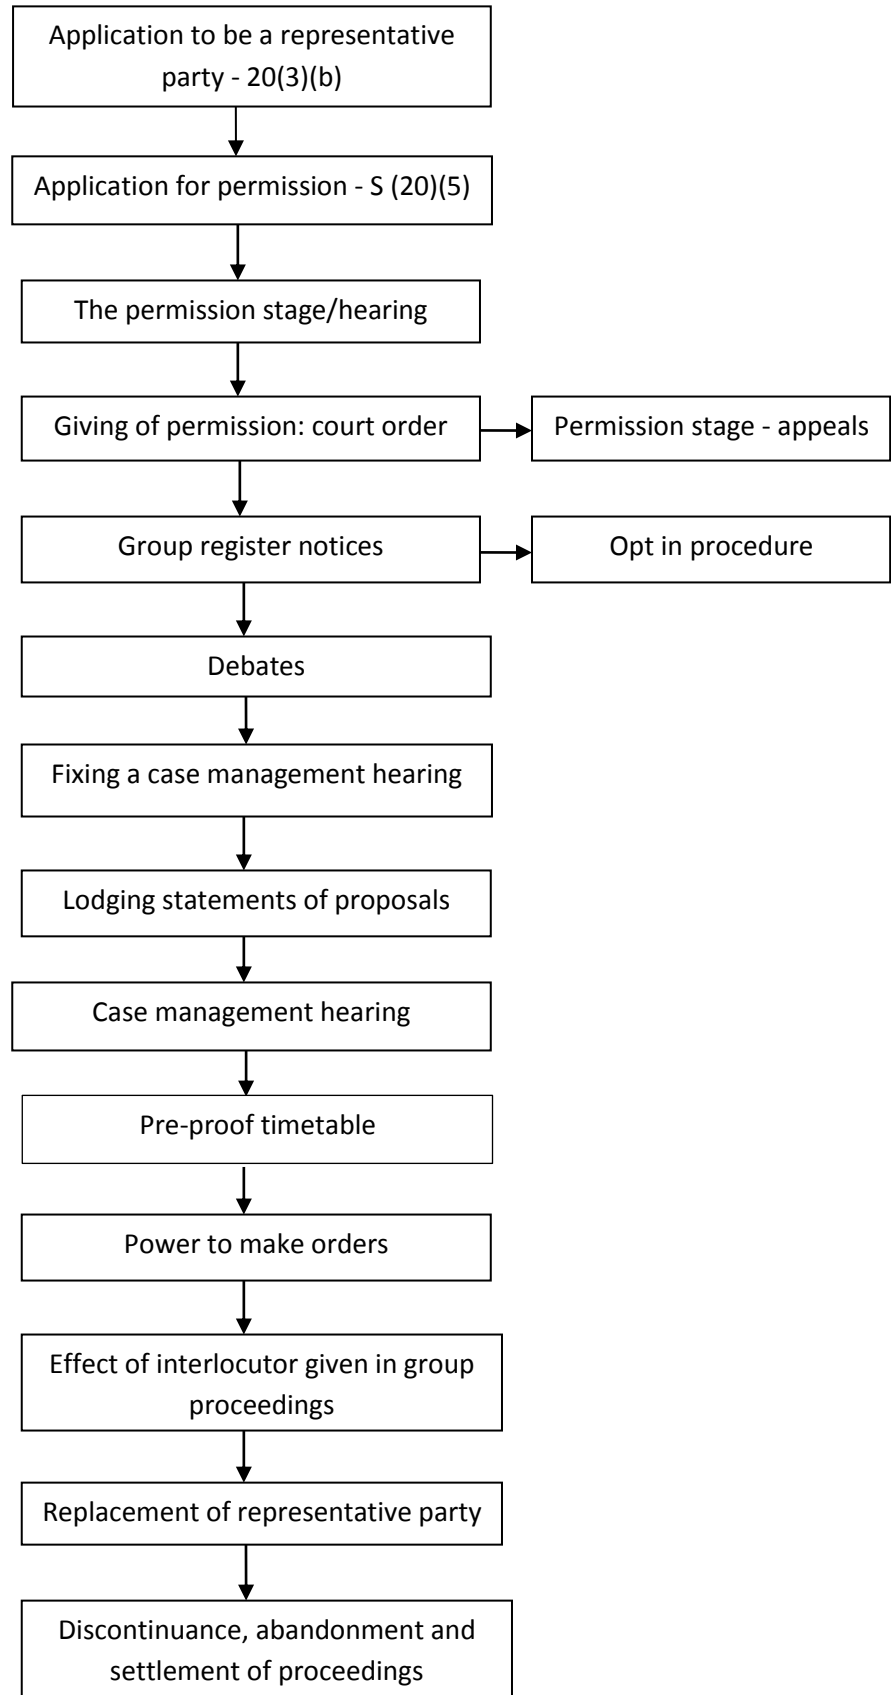 Application to be a representative
party - 20(3)(b)
Application for permission - S (20)(5)
The permission stage/hearing
Giving of permission: court order
Permission stage - appeals
Group register notices
Opt in procedure
Debates
Fixing a case management hearing
Lodging statements of proposals
Case management hearing
Pre-proof timetable
Power to make orders
Effect of interlocutor given in group
proceedings
Replacement of representative party
Discontinuance, abandonment and
settlement of proceedings